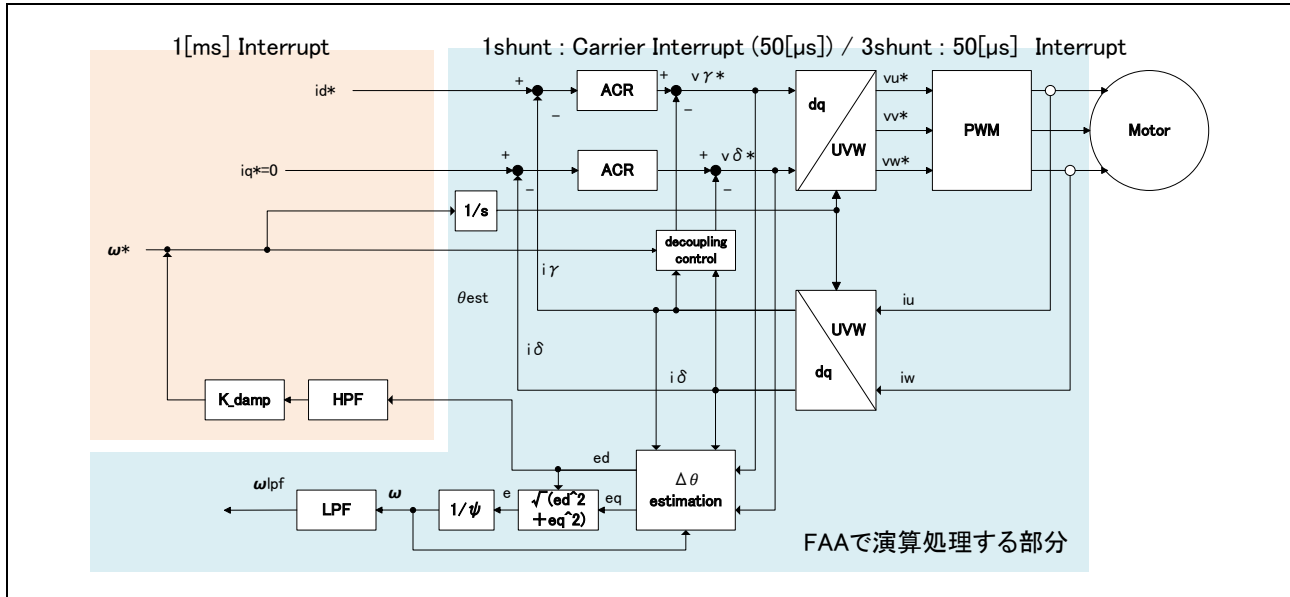 1[ms] Interrupt
1shunt : Carrier Interrupt (50[μs]) / 3shunt : 50[μs] Interrupt
id*
+
−
ACR
+
−
vγ*
dq
UVW
vu*
vv*
vw*
PWM
Motor
iq*=0
+
−
ACR
+
−
vδ*
1/s
ω*
decoupling
control
iγ
θest
UVW
dq
iu
iδ
iδ
iw
K_damp
HPF
ed
Δθ
estimation
ωlpf
LPF
ω
1/ψ
e
√(ed^2
+eq^2)
eq
FAAで演算処理する部分